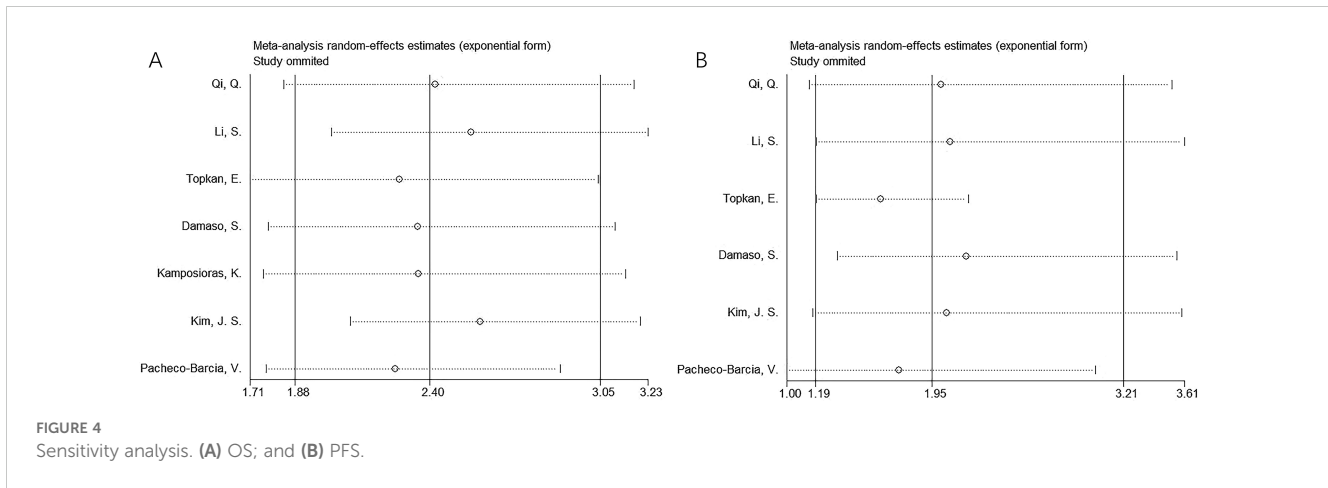 A
Meta-analysis random-effects estimates (exponential form)
Study ommited
Qi, Q.
Li, S.
Topkan, E.
Damaso, S.
Kamposioras, K.
Kim, J. S.
Pacheco-Barcia, V.
1.71 1.88 2.40 3.05 3.23
B
Meta-analysis random-effects estimates (exponential form)
Study ommited
Qi, Q.
Li, S.
Topkan, E.
Damaso, S.
Kim, J. S.
Pacheco-Barcia, V.
1.00 1.19 1.95 3.21 3.61
FIGURE 4
Sensitivity analysis. (A) OS; and (B) PFS.